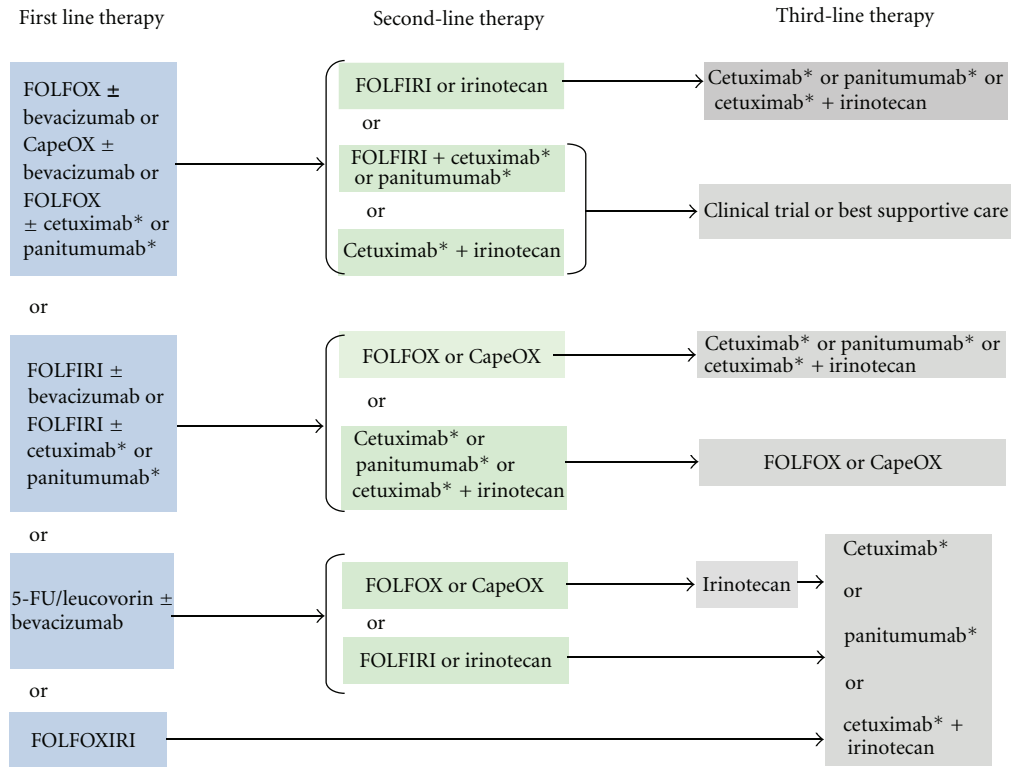 First line therapy
Second-line therapy
Third-line therapy
FOLFOX ±
bevacizumab or
CapeOX ±
bevacizumab or
FOLFOX
± cetuximab* or
panitumumab*
FOLFIRI or irinotecan
or
FOLFIRI + cetuximab*
or panitumumab*
or
Cetuximab* + irinotecan
Cetuximab* or panitumumab* or
cetuximab* + irinotecan
Clinical trial or best supportive care
or
FOLFIRI ±
bevacizumab or
FOLFIRI ±
cetuximab* or
panitumumab*
FOLFOX or CapeOX
or
Cetuximab* or
panitumumab* or
cetuximab* + irinotecan
Cetuximab* or panitumumab* or
cetuximab* + irinotecan
FOLFOX or CapeOX
or
5-FU/leucovorin ±
bevacizumab
FOLFOX or CapeOX
or
FOLFIRI or irinotecan
Irinotecan
Cetuximab*
or
panitumumab*
or
cetuximab* +
irinotecan
or
FOLFOXIRI